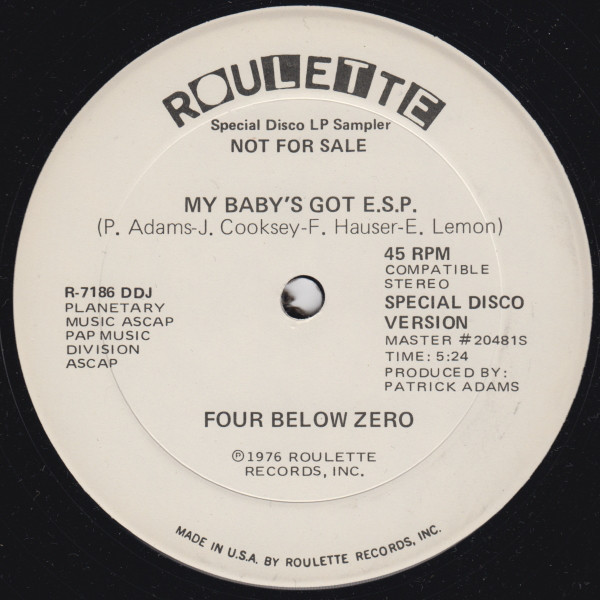 ROULETTE
Special Disco LP Sampler
NOT FOR SALE
MY BABY'S GOT E.S.P.
(P. Adams-J. Cooksey-F. Hauser-E. Lemon)
R-7186 DDJ
PLANETARY
MUSIC ASCAP
PAP MUSIC
DIVISION
ASCAP
45 RPM
COMPATIBLE
STEREO
SPECIAL DISCO
VERSION
MASTER #20481S
TIME: 5:24
PRODUCED BY:
PATRICK ADAMS
FOUR BELOW ZERO
℗1976 ROULETTE
RECORDS, INC.
MADE IN U.S.A. BY ROULETTE RECORDS, INC.